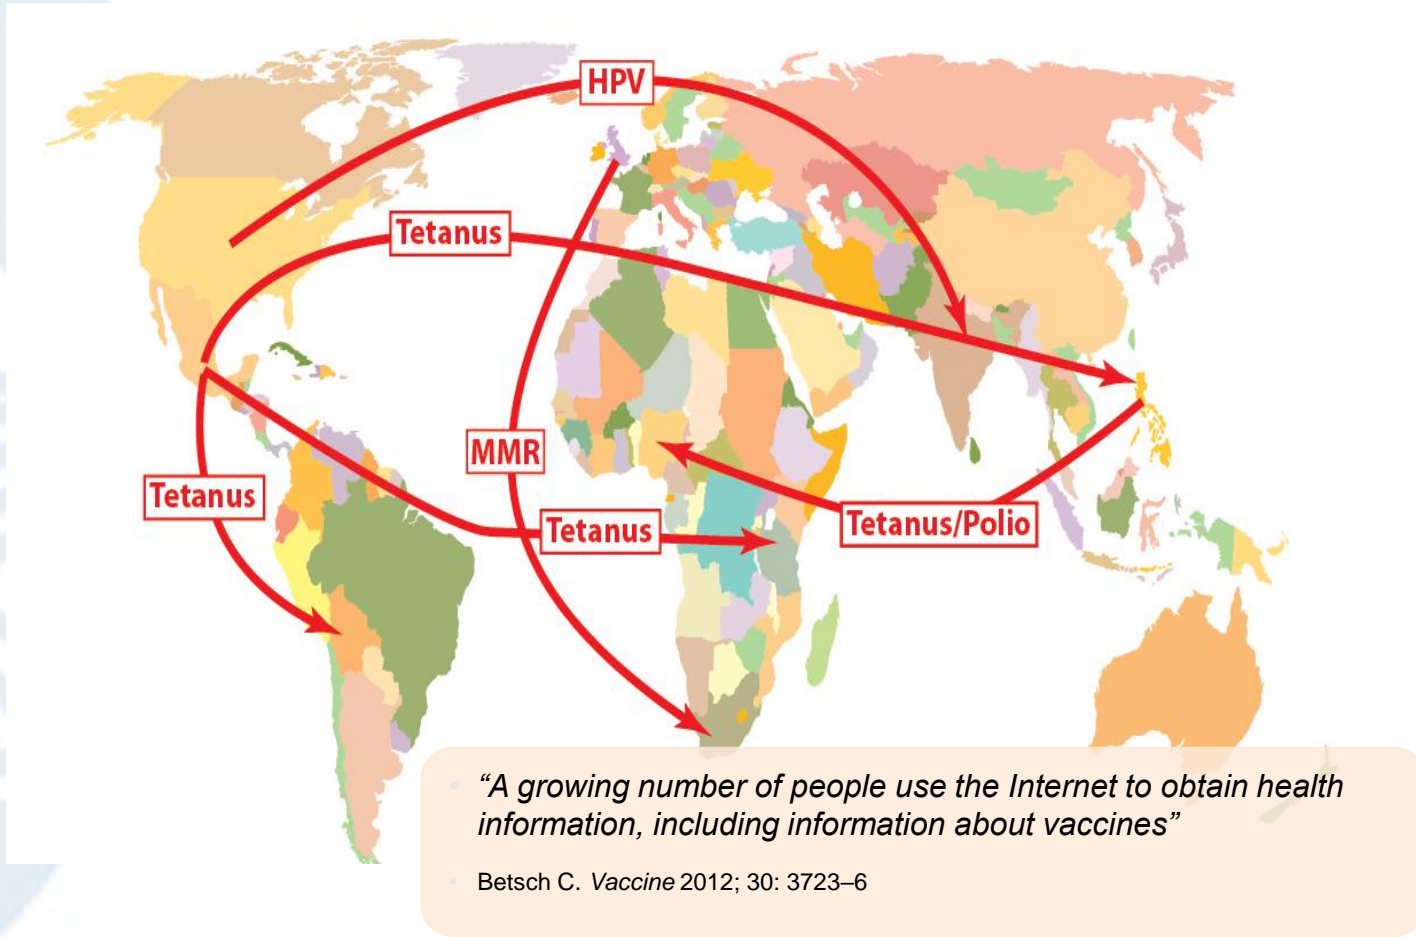 HPV
Tetanus
MMR
Tetanus
Tetanus
Tetanus/Polio
“A growing number of people use the Internet to obtain health
information, including information about vaccines”
Betsch C. Vaccine 2012; 30: 3723–6